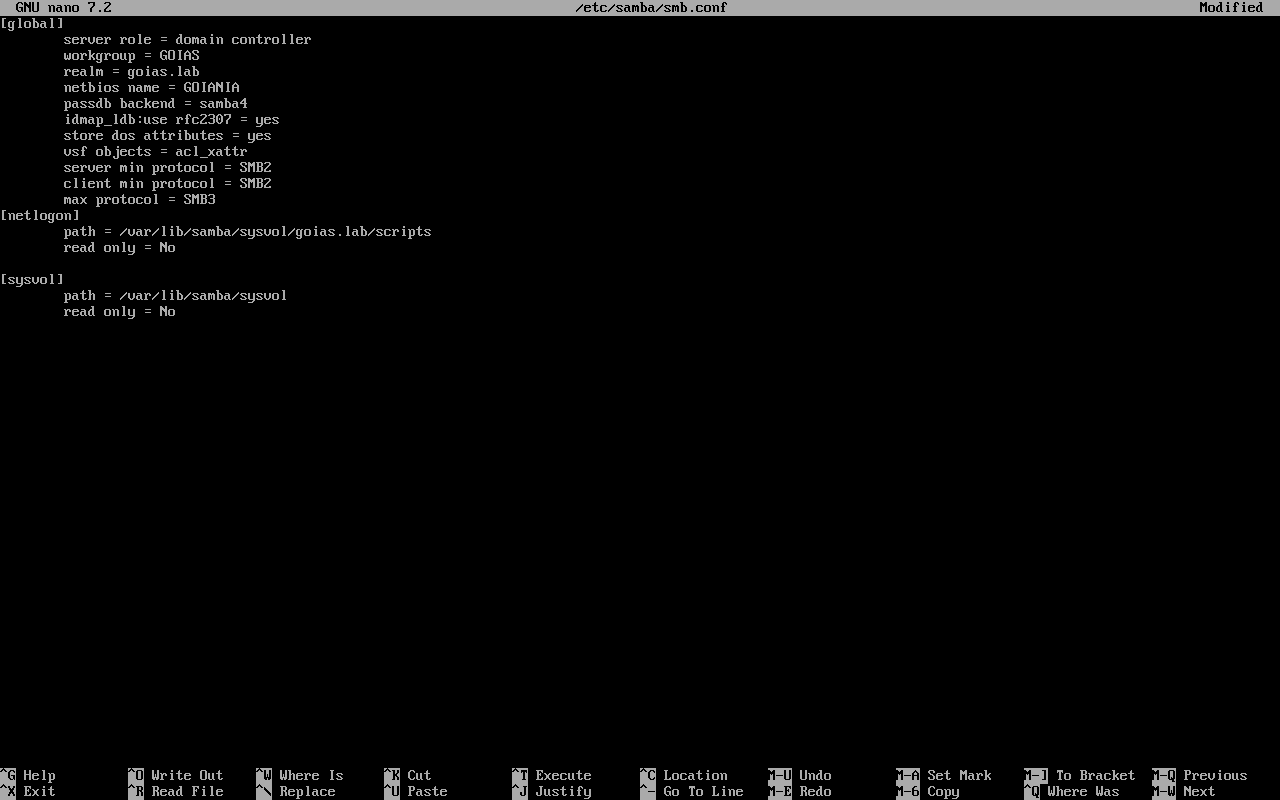 GNU nano 7.2 /etc/samba/smb.conf Modified
[global]
server role = domain controller
workgroup = GOIAS
realm = goias.lab
netbios name = GOIANIA
passdb backend = samba4
idmap_ldb:use rfc2307 = yes
store dos attributes = yes
vsf objects = acl_xattr
server min protocol = SMB2
client min protocol = SMB2
max protocol = SMB3
[netlogon]
path = /var/lib/samba/sysvol/goias.lab/scripts
read only = No
[sysvol]
path = /var/lib/samba/sysvol
read only = No
^G Help ^O Write Out ^W Where Is ^K Cut ^T Execute ^C Location M-U Undo M-A Set Mark M-] To Bracket M-Q Previous
^X Exit ^R Read File ^\ Replace ^U Paste ^J Justify ^- Go To Line M-E Redo M-6 Copy ^Q Where Was M-W Next